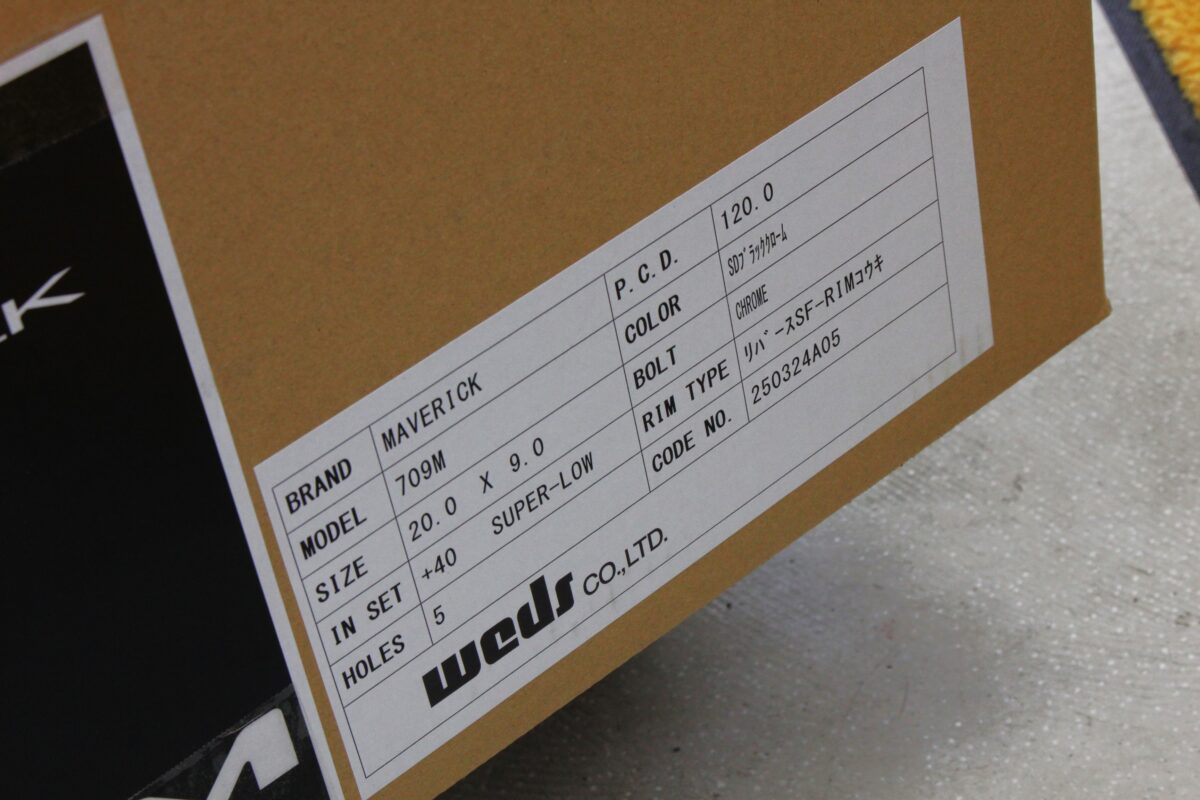 BRAND MAVERICK P.C.D. 120.0
MODEL 709M COLOR SDﾌﾞﾗｯｸｸﾛｰﾑ
SIZE 20.0 X 9.0 BOLT CHROME
IN SET +40 SUPER-LOW RIM TYPE リバースSF-RIMコウキ
HOLES 5 CODE NO. 250324A05
weds CO.,LTD.